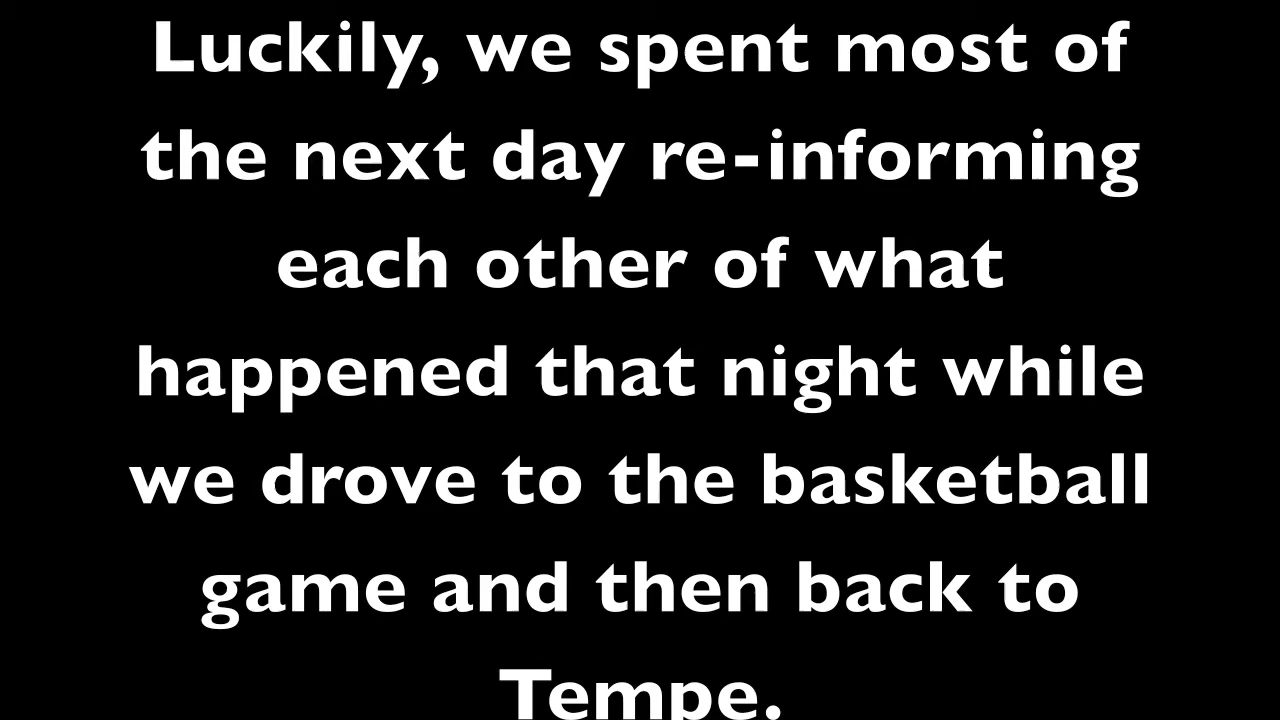 Luckily, we spent most of
the next day re-informing
each other of what
happened that night while
we drove to the basketball
game and then back to
Tempe.